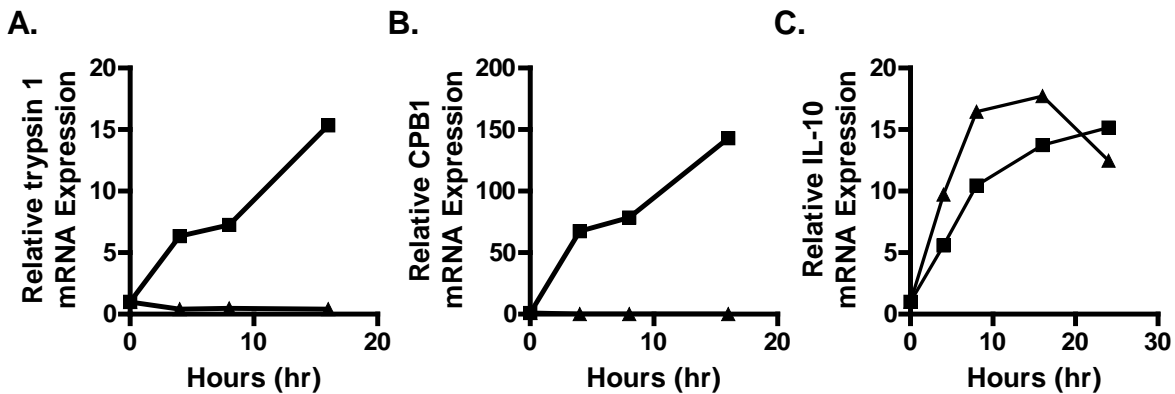 A.
Relative trypsin 1
mRNA Expression
20
15
10
5
0
0
10
20
Hours (hr)
B.
Relative CPB1
mRNA Expression
200
150
100
50
0
0
10
20
Hours (hr)
C.
Relative IL-10
mRNA Expression
20
15
10
5
0
0
10
20
30
Hours (hr)